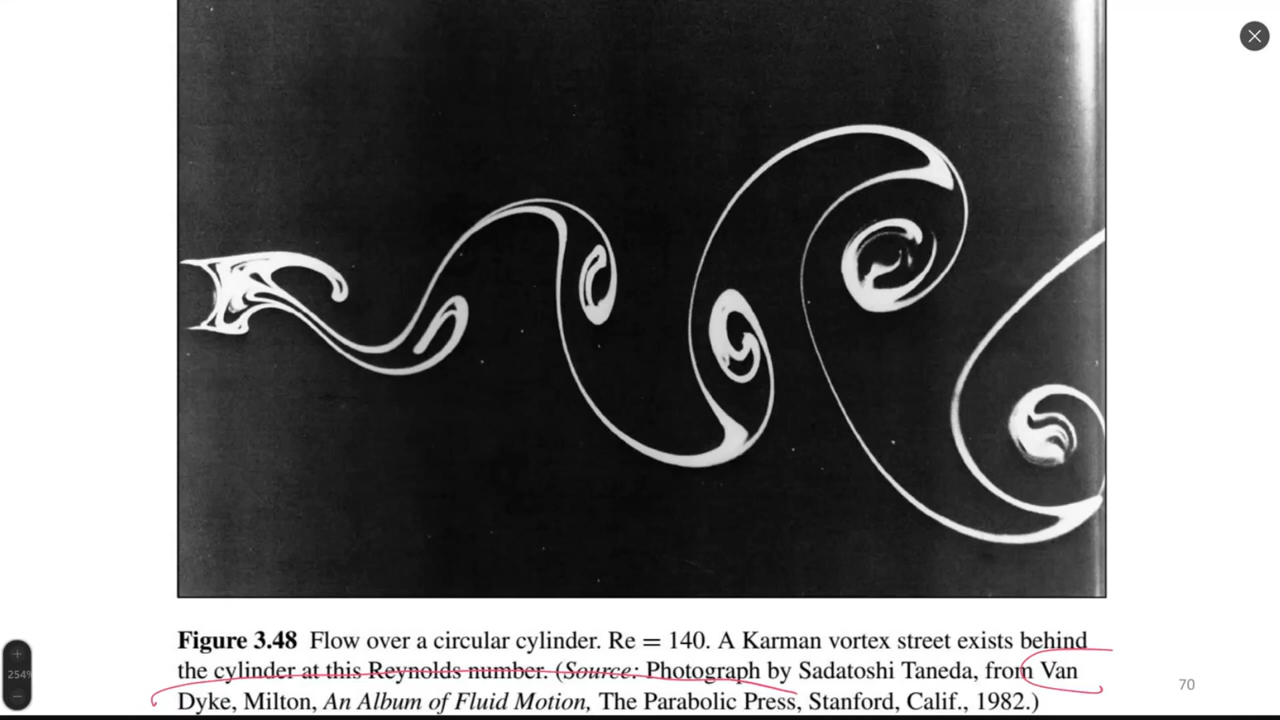 Figure 3.48 Flow over a circular cylinder. Re = 140. A Karman vortex street exists behind
the cylinder at this Reynolds number. (Source: Photograph by Sadatoshi Taneda, from Van
Dyke, Milton, An Album of Fluid Motion, The Parabolic Press, Stanford, Calif., 1982.)
70